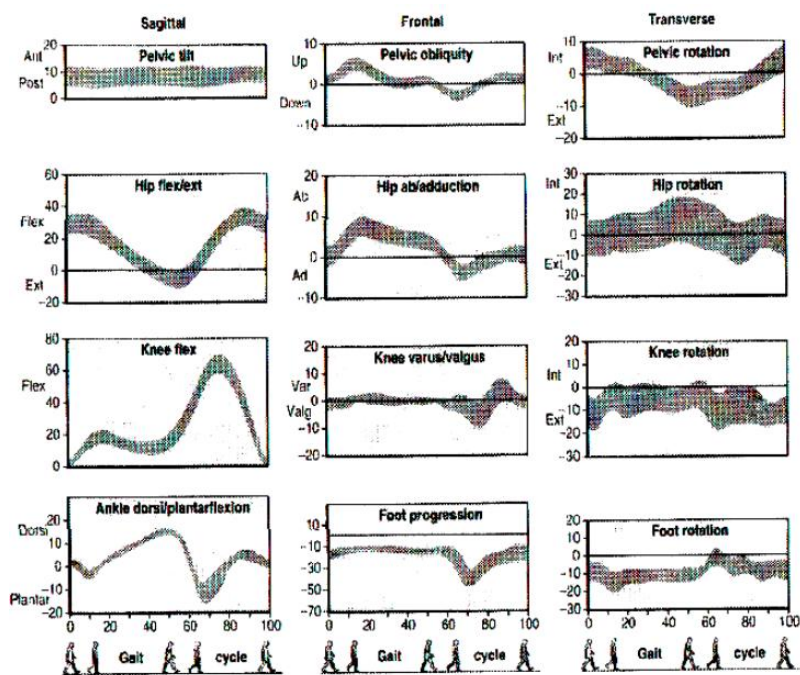 Sagittal
Frontal
Transverse
Ant
Post
20
10
0
Pelvic tilt
Up
Down
10
0
-10
Pelvic obliquity
Int
Ext
10
0
-10
-20
Pelvic rotation
Flex
Ext
60
40
20
0
-20
Hip flex/ext
Ab
Ad
20
10
0
-10
Hip ab/adduction
Int
Ext
30
20
10
0
-10
-20
-30
Hip rotation
Flex
80
60
40
20
0
Knee flex
Var
Valg
20
10
0
-10
-20
Knee varus/valgus
Int
Ext
20
10
0
-10
-20
-30
Knee rotation
Dorsi
Plantar
20
10
0
-10
-20
Ankle dorsi/plantarflexion
10
-10
-30
-50
-70
Foot progression
20
10
0
-10
-20
-30
Foot rotation
0 20 40 60 80 100
0 20 40 60 80 100
0 20 40 60 80 100
Gait cycle
Gait cycle
Gait cycle